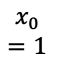 x₀
= 1